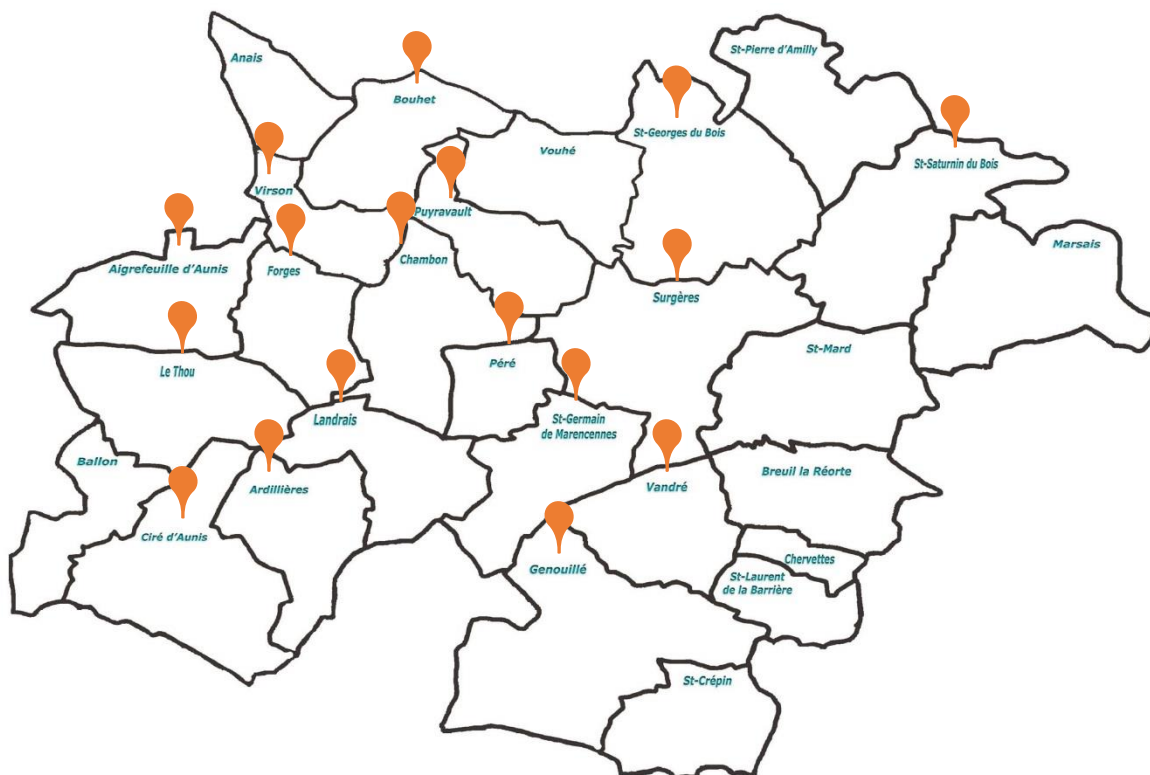 St-Pierre d'Amilly
Anais
Bouhet
St-Georges du Bois
Vouhé
St-Saturnin du Bois
Virson
Puyravault
Marsais
Aigrefeuille d'Aunis
Forges
Chambon
Surgères
Le Thou
Péré
St-Mard
Landrais
St-Germain
de Marencennes
Ballon
Ardillières
Vandré
Breuil la Réorte
Ciré d'Aunis
Genouillé
Chervettes
St-Laurent
de la Barrière
St-Crépin